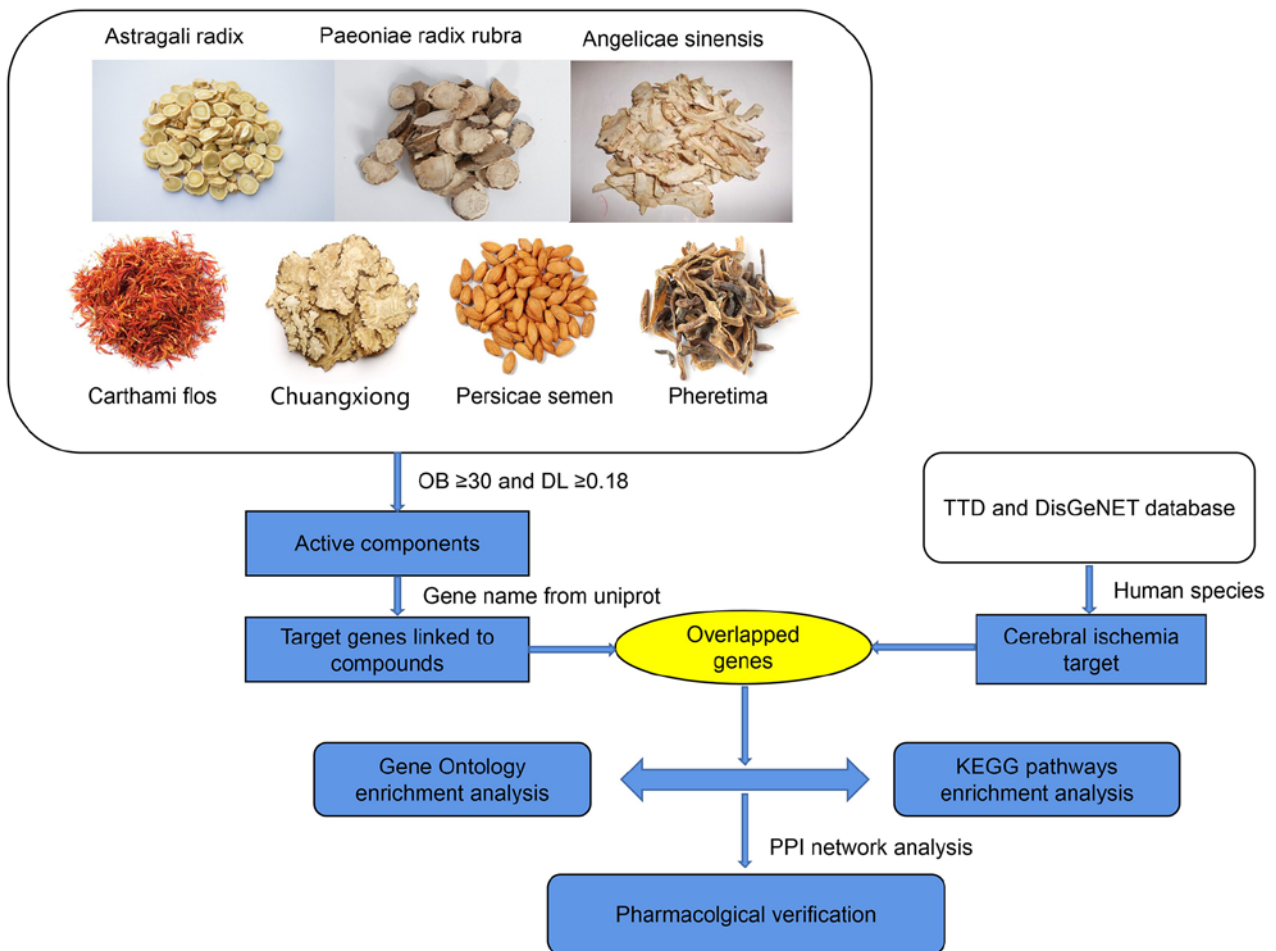 Astragali radix
Paeoniae radix rubra
Angelicae sinensis
Carthami flos
Chuangxiong
Persicae semen
Pheretima
OB ≥30 and DL ≥0.18
TTD and DisGeNET database
Active components
Human species
Gene name from uniprot
Target genes linked to
compounds
Overlapped
genes
Cerebral ischemia
target
Gene Ontology
enrichment analysis
KEGG pathways
enrichment analysis
PPI network analysis
Pharmacolgical verification